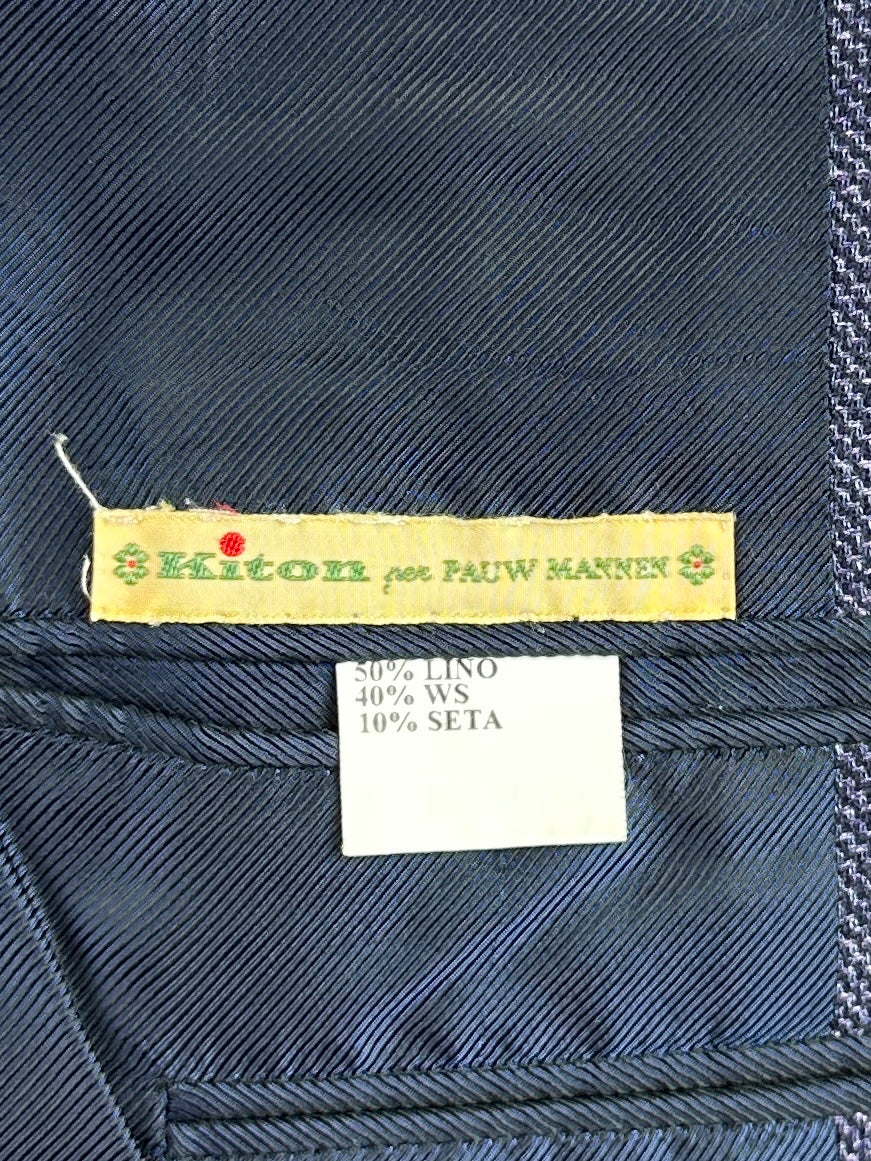 Kiton per PAUW MANNEN
50% LINO
40% WS
10% SETA